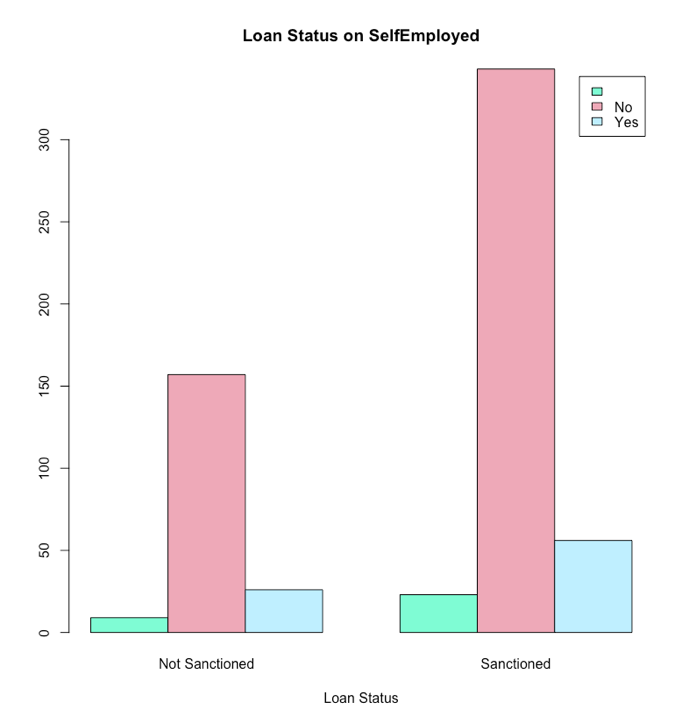 Loan Status on SelfEmployed
No
Yes
300
250
200
150
100
50
0
Not Sanctioned
Sanctioned
Loan Status